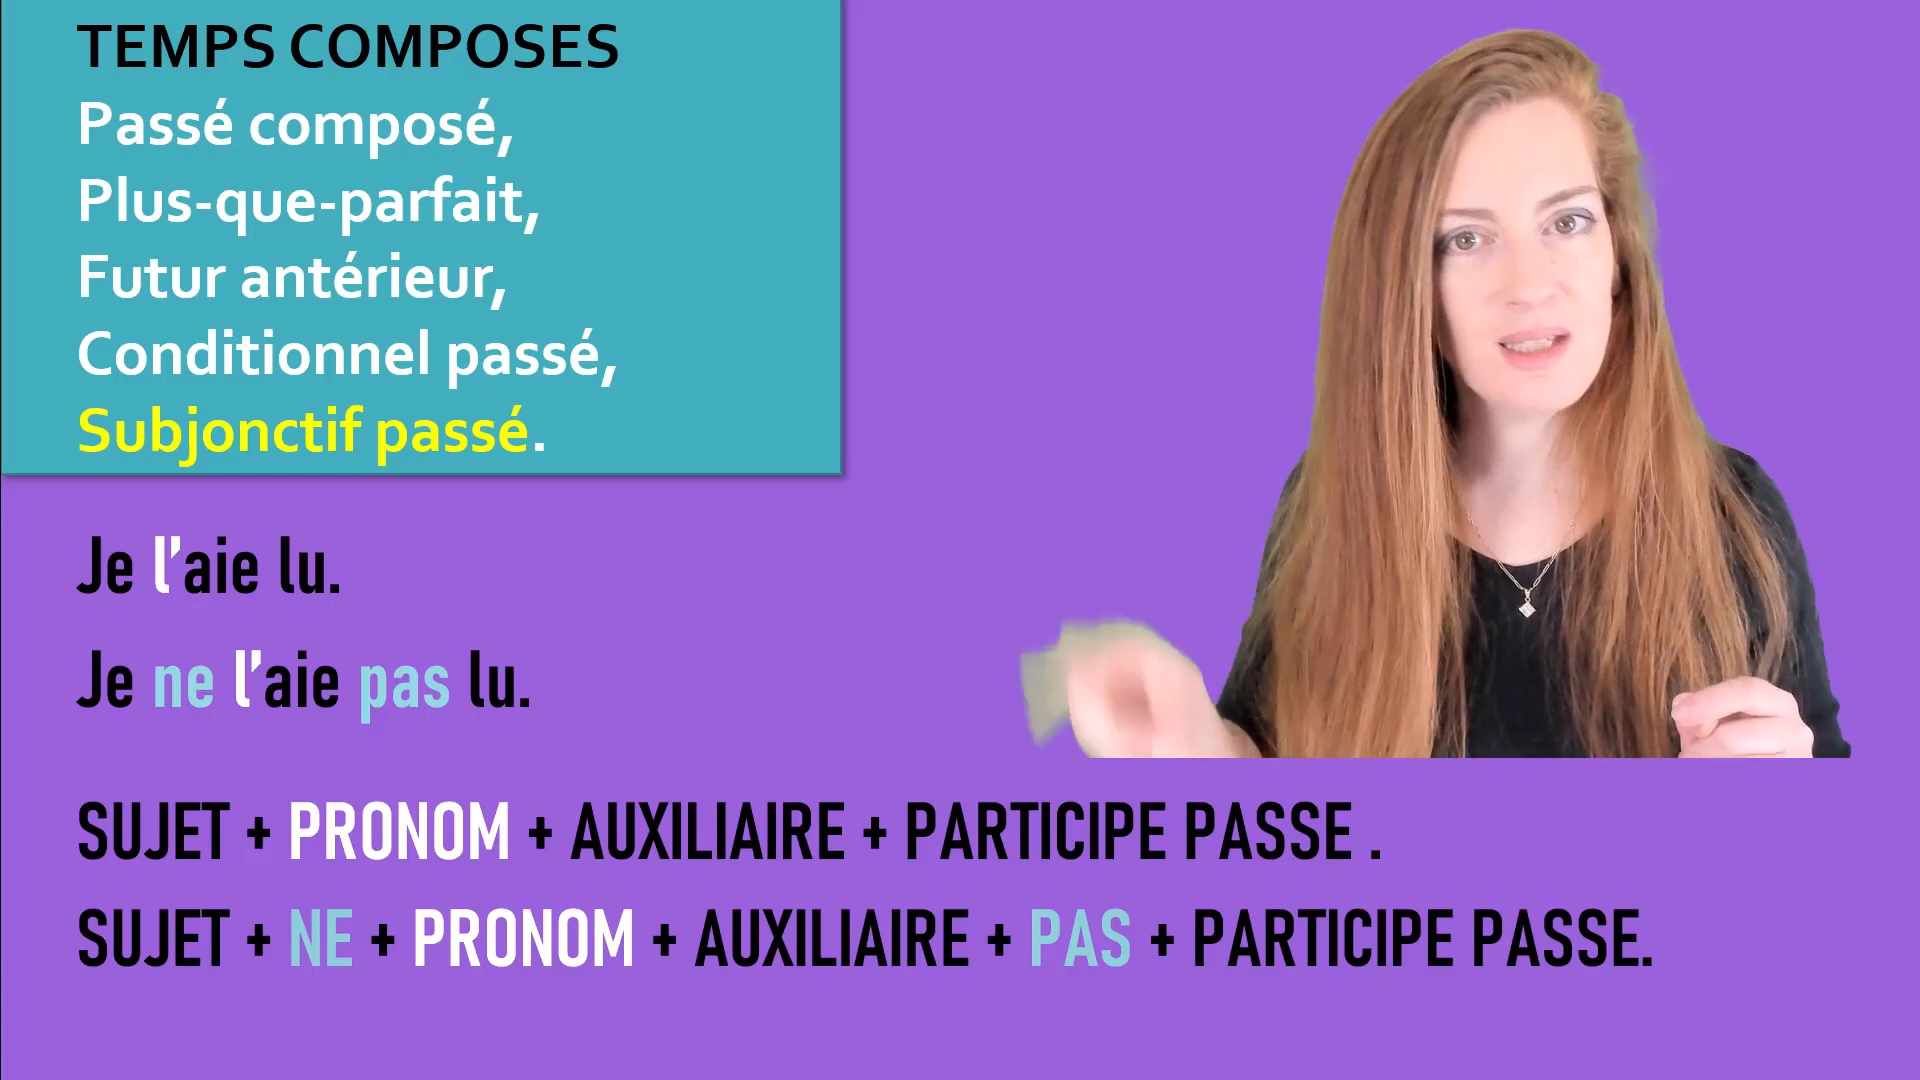 TEMPS COMPOSES
Passé composé,
Plus-que-parfait,
Futur antérieur,
Conditionnel passé,
Subjonctif passé.
Je l’aie lu.
Je ne l’aie pas lu.
SUJET + PRONOM + AUXILIAIRE + PARTICIPE PASSE .
SUJET + NE + PRONOM + AUXILIAIRE + PAS + PARTICIPE PASSE.